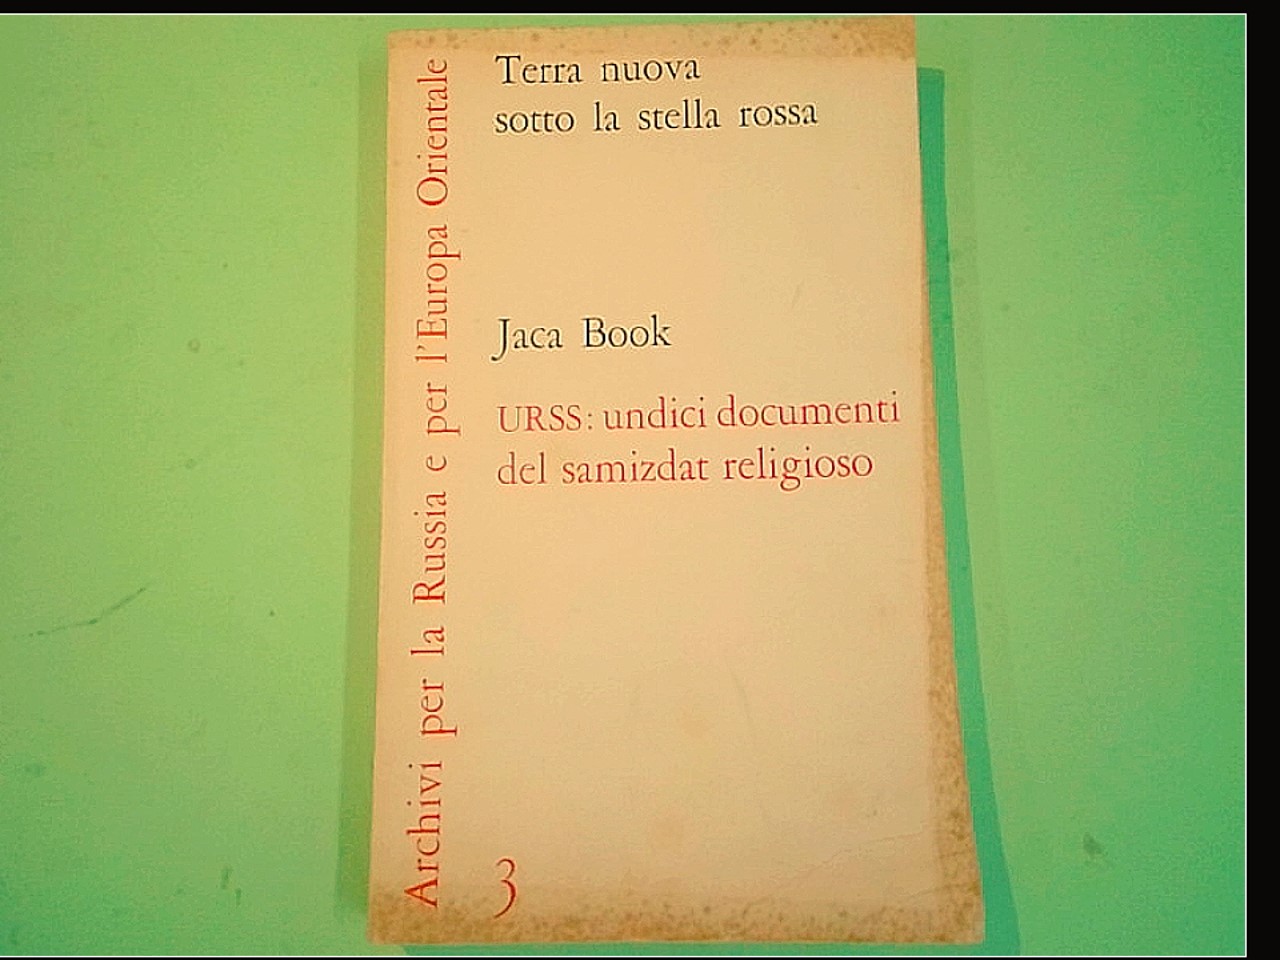 Terra nuova
sotto la stella rossa
Jaca Book
URSS: undici documenti
del samizdat religioso
Archivi per la Russia e per l'Europa Orientale
3